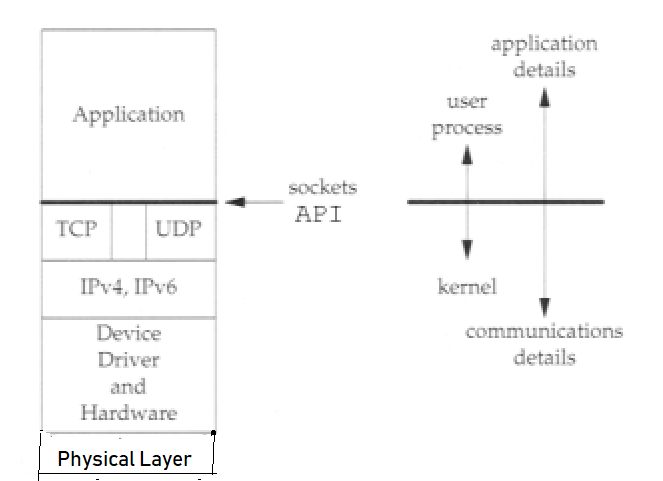 Application
TCP
UDP
IPv4, IPv6
Device
Driver
and
Hardware
Physical Layer
sockets
API
user
process
kernel
application
details
communications
details